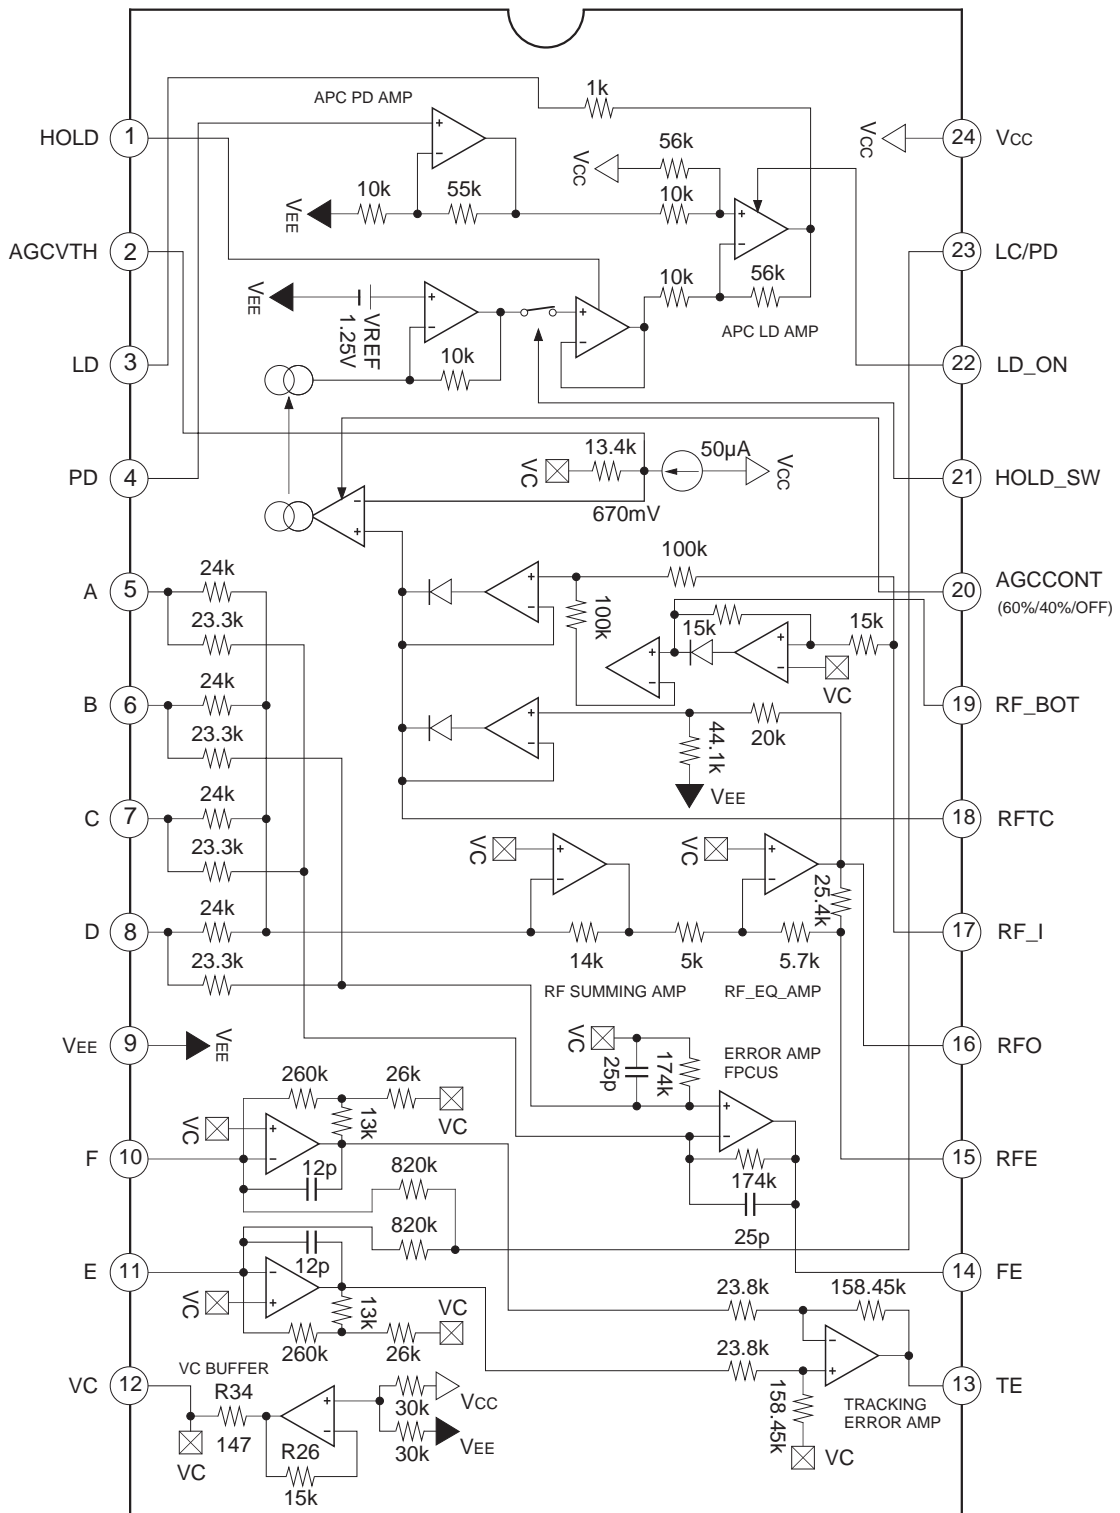 1k
APC PD AMP
HOLD 1
24 VCC
VCC
56k
VCC
10k 55k
10k
VEE
AGCVTH 2
23 LC/PD
10k 56k
VEE
VREF
1.25V
APC LD AMP
10k
LD 3
22 LD_ON
13.4k 50µA
VC
VCC
PD 4
21 HOLD_SW
670mV
100k
24k
A 5
20 AGCCONT
(60%/40%/OFF)
100k
15k 15k
23.3k
VC
24k
B 6
19 RF_BOT
23.3k
20k
44.1k
VEE
24k
C 7
18 RFTC
VC VC
23.3k
25.4k
24k
D 8
17 RF_I
14k 5k 5.7k
23.3k
RF SUMMING AMP RF_EQ_AMP
VEE 9
VEE
VC
25p
174k
ERROR AMP
FPCUS
16 RFO
260k 26k
VC
VC
13k
F 10
15 RFE
12p
820k
174k
820k
25p
E 11
14 FE
12p
VC
13k
VC
23.8k 158.45k
260k 26k
23.8k
VC 12
VC BUFFER
R34
147
VC
30k
VCC
30k
VEE
R26
15k
13 TE
158.45k
TRACKING
ERROR AMP
VC